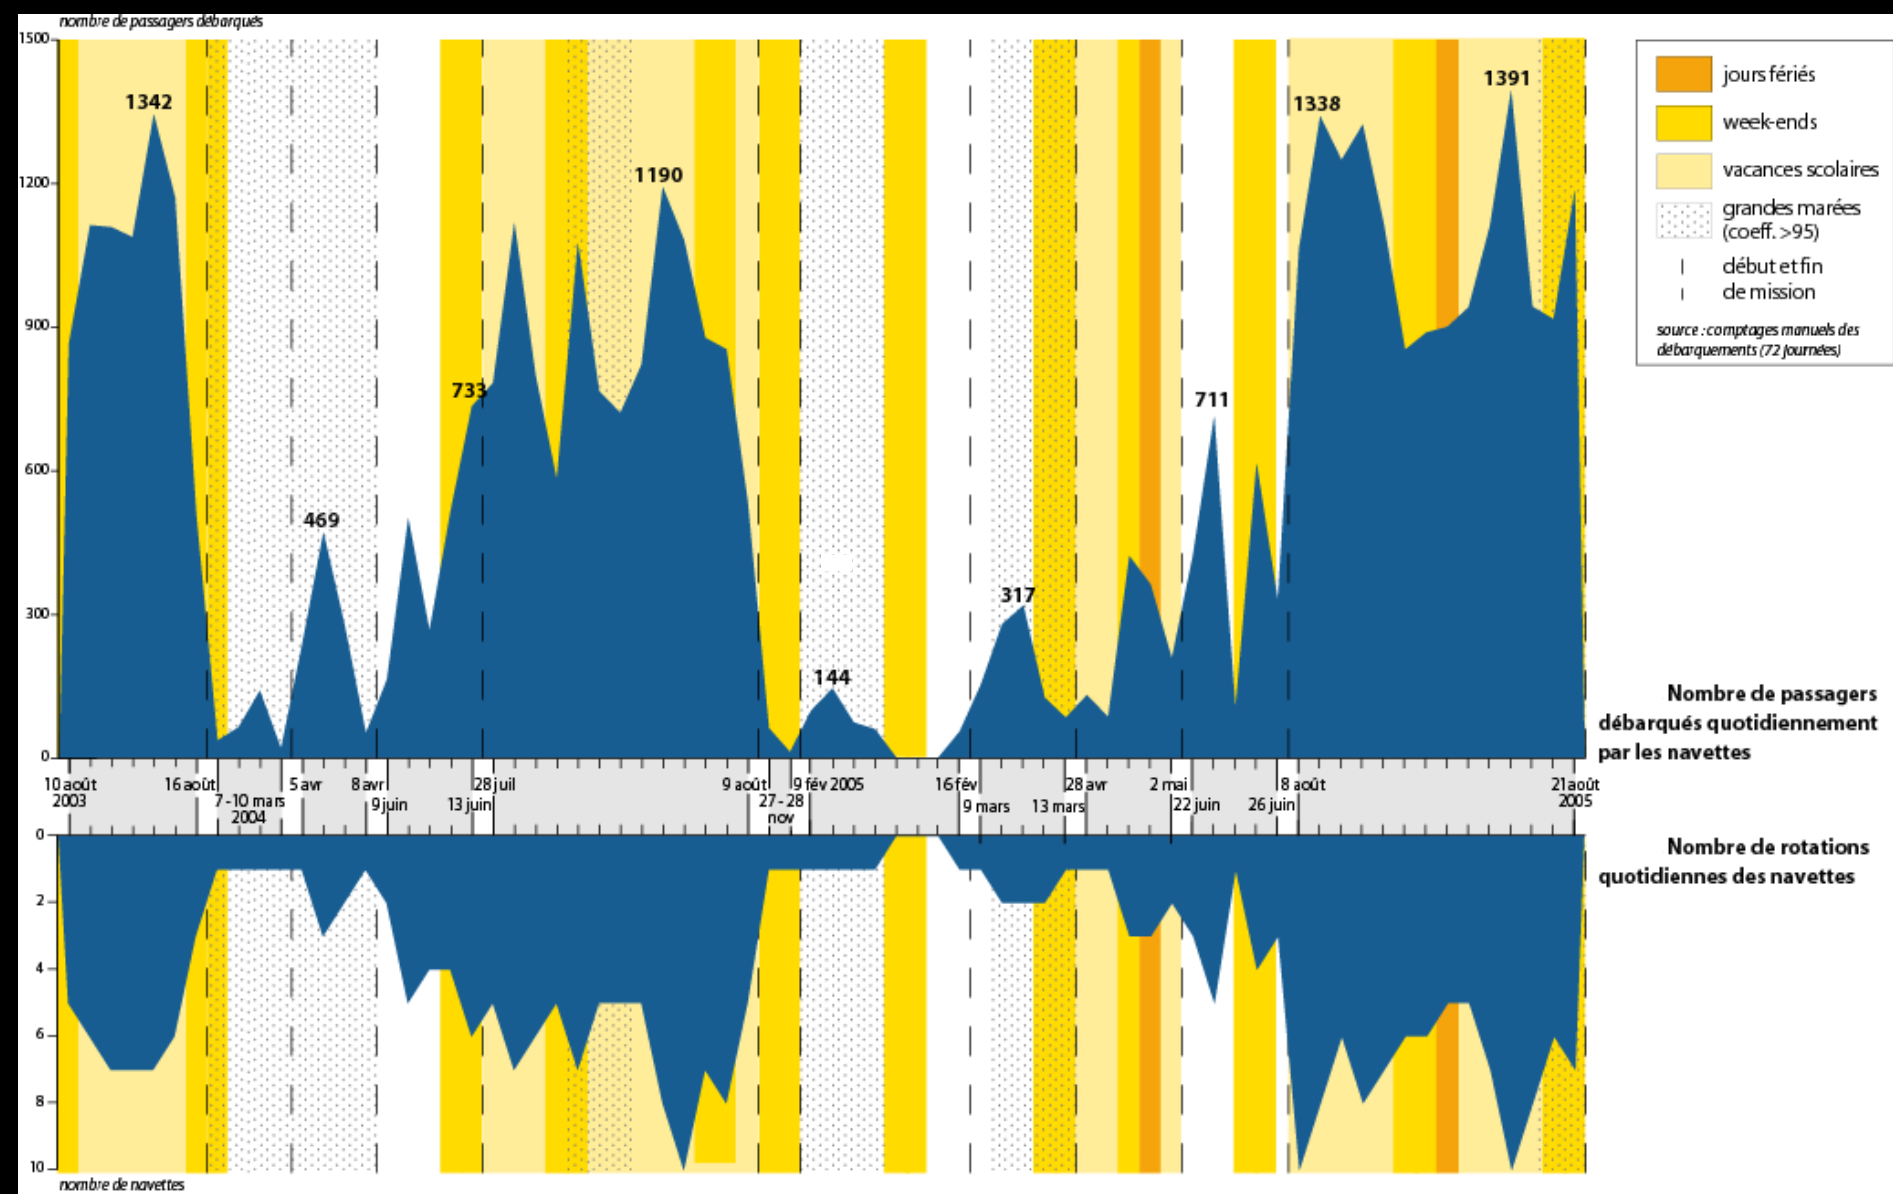 nombre de passagers débarqués
1500
1200
900
600
300
0
1342
469
733
1190
144
317
711
1338
1391
jours fériés
week-ends
vacances scolaires
grandes marées
(coeff. >95)
début et fin
de mission
source : comptages manuels des
débarquements (72 journées)
Nombre de passagers
débarqués quotidiennement
par les navettes
10 août
2003
16 août
7 - 10 mars
2004
5 avr
8 avr
9 juin
13 juin
28 juil
9 août
27 - 28
nov
9 fév 2005
16 fév
9 mars
13 mars
28 avr
2 mai
22 juin
26 juin
8 août
21 août
2005
Nombre de rotations
quotidiennes des navettes
0
2
4
6
8
10
nombre de navettes